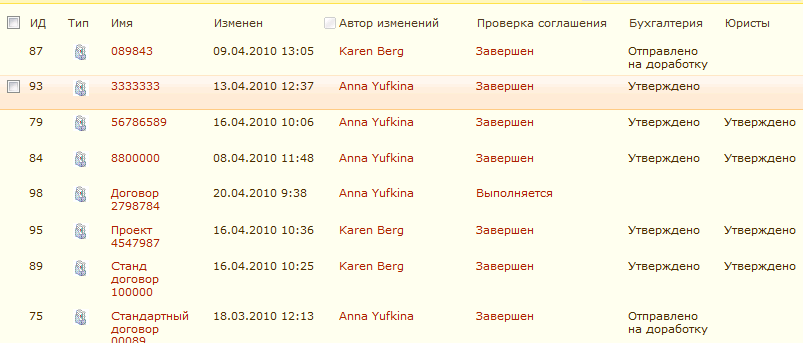 ИД Тип Имя Изменен Автор изменений Проверка соглашения Бухгалтерия Юристы
87 089843 09.04.2010 13:05 Karen Berg Завершен Отправлено
на доработку
93 3333333 13.04.2010 12:37 Anna Yufkina Завершен Утверждено
79 56786589 16.04.2010 10:06 Anna Yufkina Завершен Утверждено Утверждено
84 8800000 08.04.2010 11:48 Anna Yufkina Завершен Утверждено Утверждено
98 Договор 20.04.2010 9:38 Anna Yufkina Выполняется
2798784
95 Проект 16.04.2010 10:36 Karen Berg Завершен Утверждено Утверждено
4547987
89 Станд 16.04.2010 10:25 Karen Berg Завершен Утверждено Утверждено
договор
100000
75 Стандартный 18.03.2010 12:13 Anna Yufkina Завершен Отправлено
договор на доработку
00089